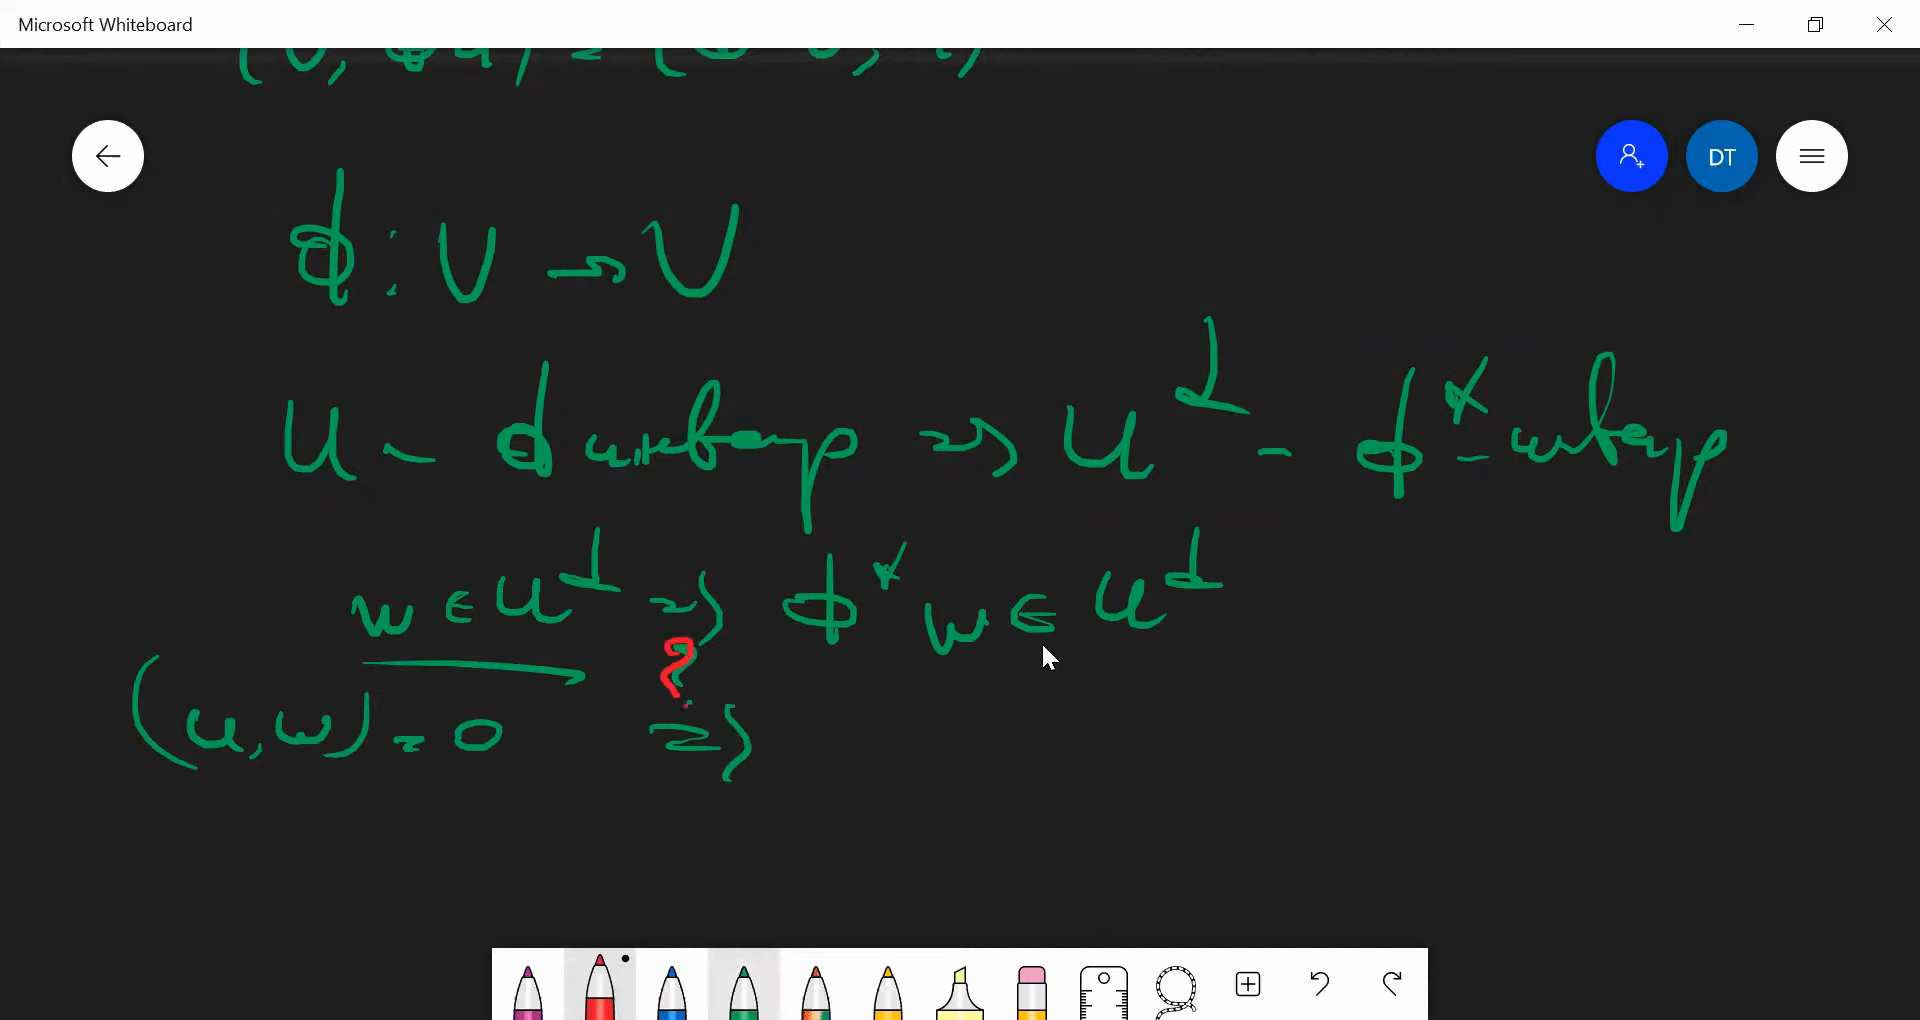 Microsoft Whiteboard
DT
ϕ : V → V
U – ϕ инвар ⇒ U^⊥ – ϕ* – инвар
w ∈ U^⊥ ⇒ ϕ* w ∈ U^⊥
?
(u, w) = 0 ⇒